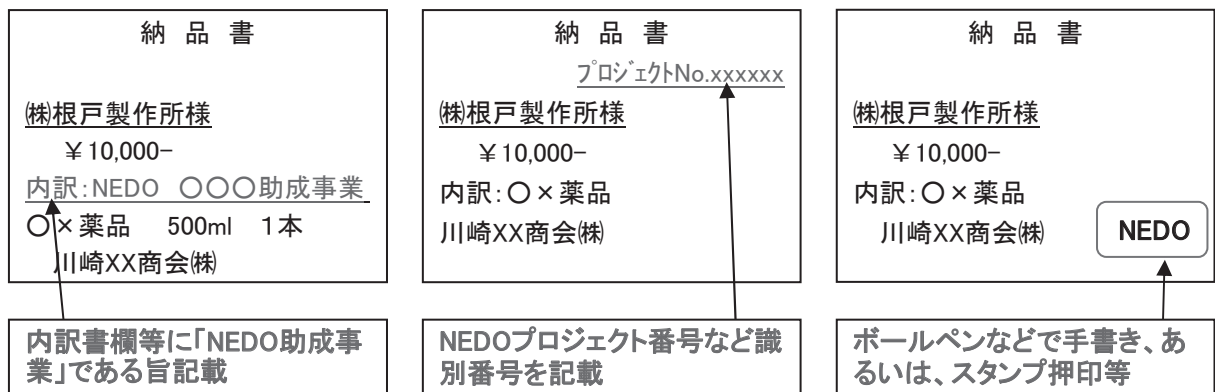 納 品 書
㈱根戸製作所様
￥10,000−
内訳：NEDO ○○○助成事業
○×薬品 500ml 1本
川崎XX商会㈱
内訳書欄等に「NEDO助成事
業」である旨記載
納 品 書
ﾌﾟﾛｼﾞｪｸﾄNo.xxxxxx
㈱根戸製作所様
￥10,000−
内訳：○×薬品
川崎XX商会㈱
NEDOプロジェクト番号など識
別番号を記載
納 品 書
㈱根戸製作所様
￥10,000−
内訳：○×薬品
川崎XX商会㈱
NEDO
ボールペンなどで手書き、あ
るいは、スタンプ押印等